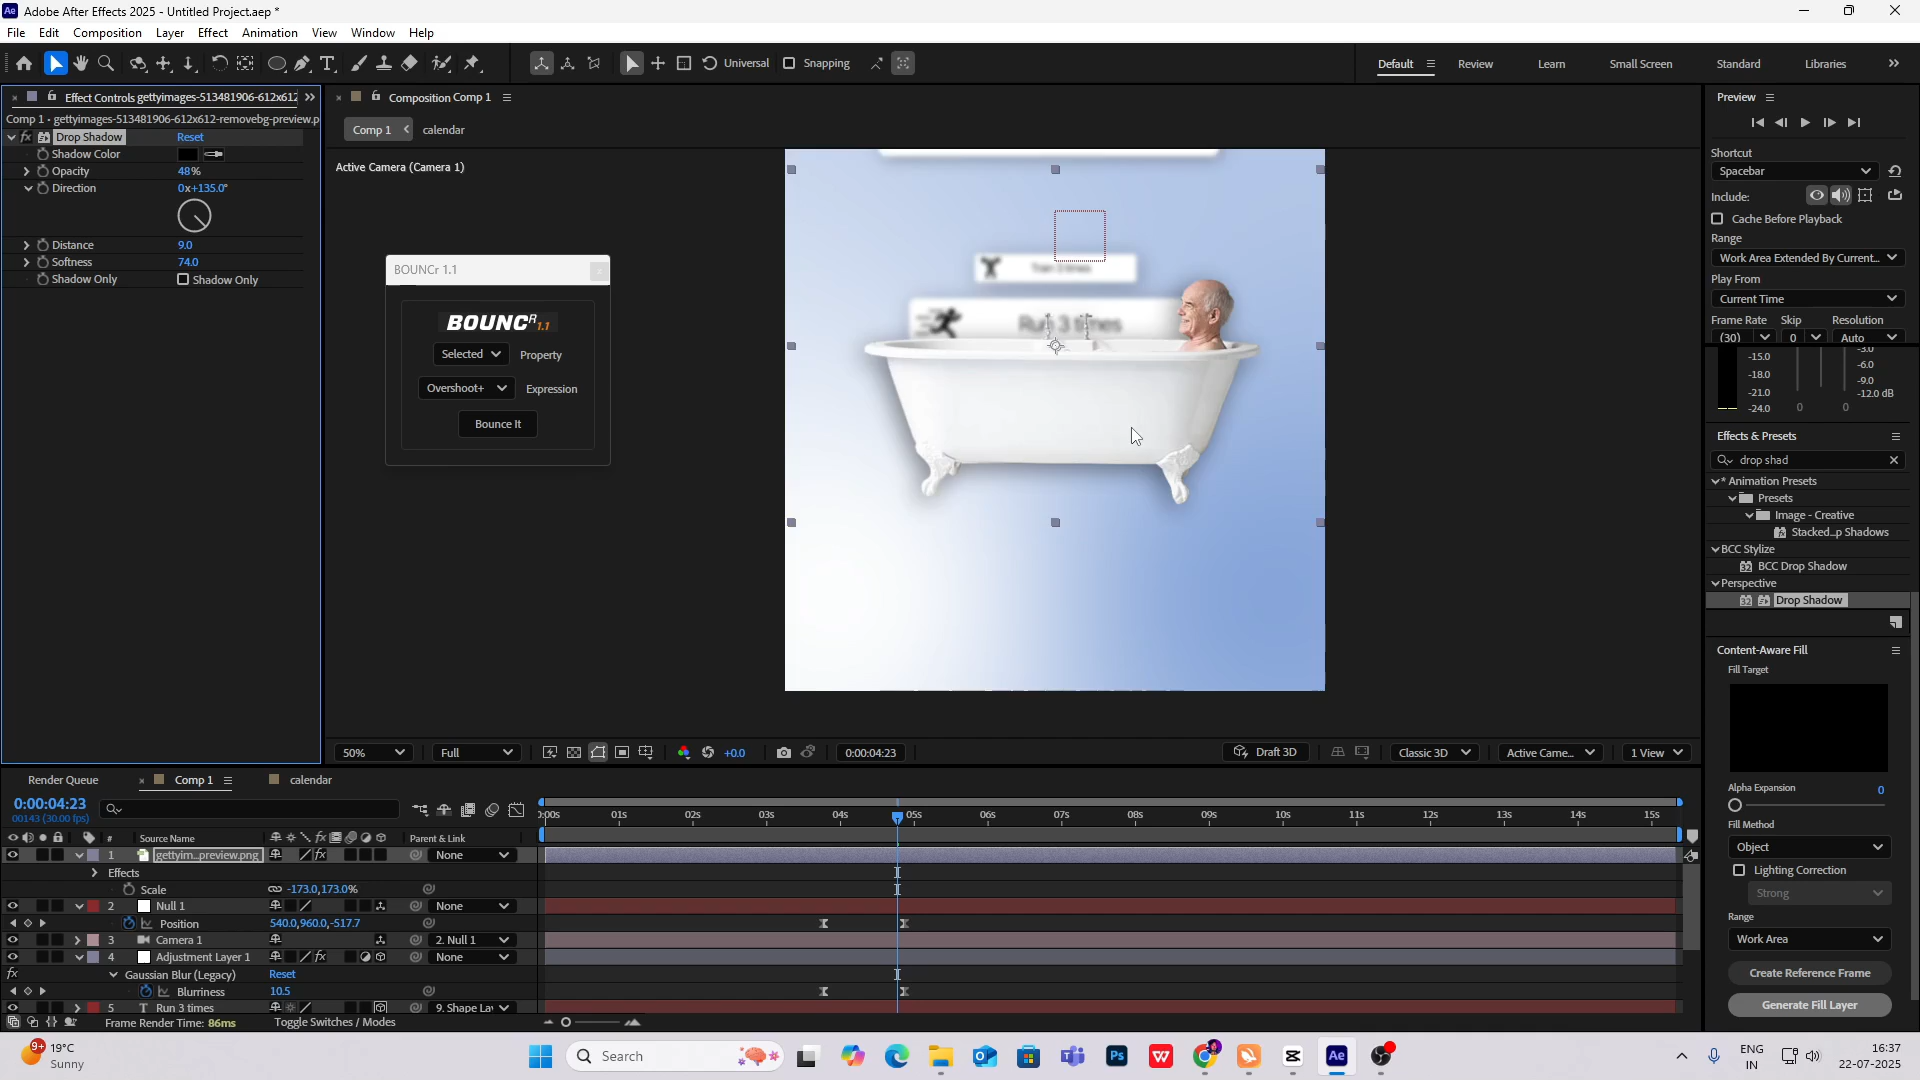 Adobe After Effects 2025 - Untitled Project.aep *
File Edit Composition Layer Effect Animation View Window Help
Universal Snapping Default Review Learn Small Screen Standard Libraries
Effect Controls gettyimages-513481906-612x612
Composition Comp 1
Comp 1 • gettyimages-513481906-612x612-removebg-preview.p
Comp 1 calendar
Drop Shadow Reset
Shadow Color
Opacity 48%
Direction 0x+135.0°
Distance 9.0
Softness 74.0
Shadow Only Shadow Only
Active Camera (Camera 1)
BOUNCr 1.1
BOUNCR 1.1
Selected Property
Overshoot+ Expression
Bounce It
Train 3 times
Run 3 times
50% Full +0.0 0:00:04:23 Draft 3D Classic 3D Active Came... 1 View
Preview
Shortcut
Spacebar
Include:
Cache Before Playback
Range
Work Area Extended By Current...
Play From
Current Time
Frame Rate Skip Resolution
(30) 0 Auto
-15.0 -3.0
-18.0 -6.0
-21.0 -9.0
-24.0 0 0 -12.0 dB
Effects & Presets
drop shad
* Animation Presets
Presets
Image - Creative
Stacked...p Shadows
BCC Stylize
BCC Drop Shadow
Perspective
Drop Shadow
Content-Aware Fill
Fill Target
Alpha Expansion 0
Fill Method
Object
Lighting Correction
Strong
Range
Work Area
Create Reference Frame
Generate Fill Layer
Render Queue Comp 1 calendar
0:00:04:23
00143 (30.00 fps)
0:00s 01s 02s 03s 04s 05s 06s 07s 08s 09s 10s 11s 12s 13s 14s 15s
# Source Name Parent & Link
1 gettyim...preview.png None
Effects
Scale -173.0,173.0%
2 Null 1 None
Position 540.0,960.0,-517.7
3 Camera 1 2. Null 1
4 Adjustment Layer 1 None
Gaussian Blur (Legacy) Reset
Blurriness 10.5
5 T Run 3 times 9. Shape La
Frame Render Time: 86ms Toggle Switches / Modes
9+ 19°C
Sunny
Search
ENG
IN
16:37
22-07-2025